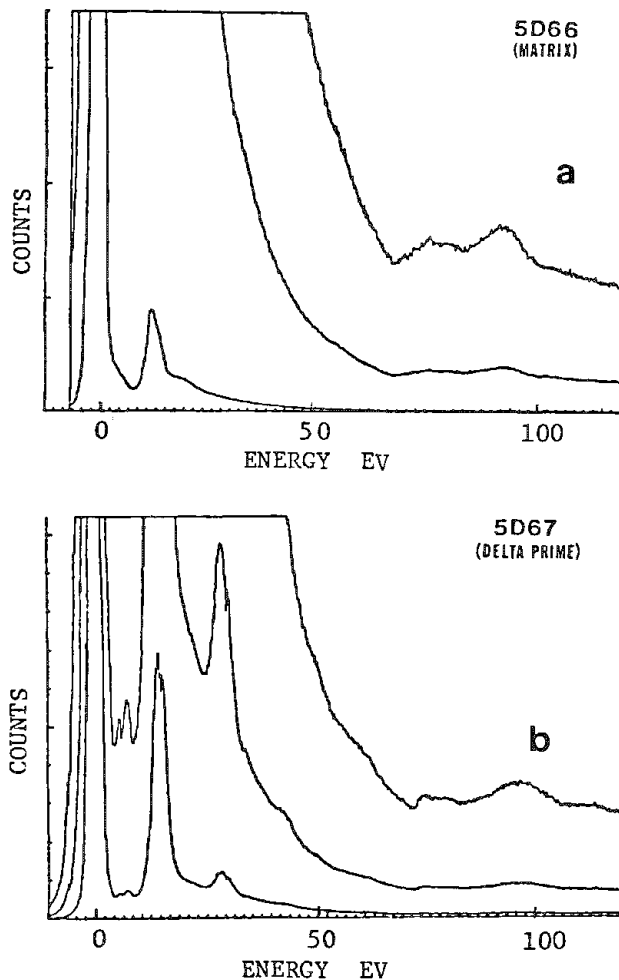 5D66
(MATRIX)
a
COUNTS
0 50 100
ENERGY EV
5D67
(DELTA PRIME)
b
COUNTS
0 50 100
ENERGY EV